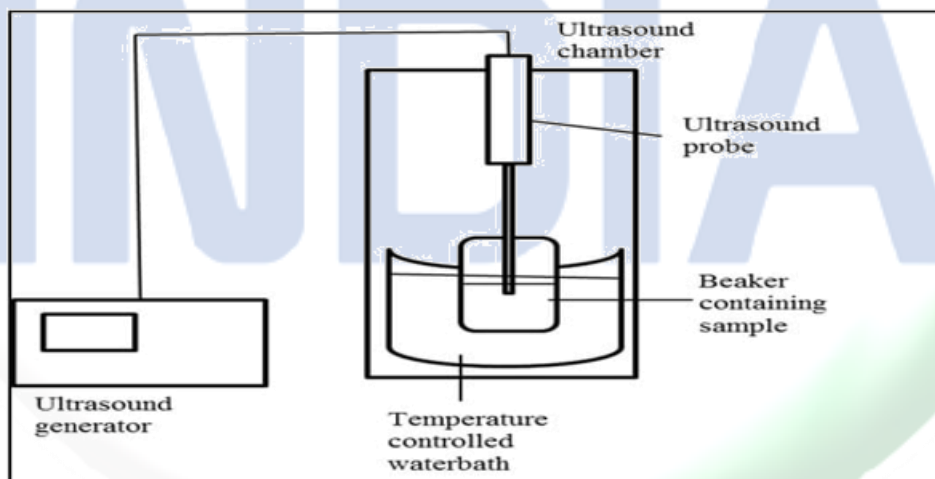 INDIA
Ultrasound
chamber
Ultrasound
probe
Beaker
containing
sample
Ultrasound
generator
Temperature
controlled
waterbath